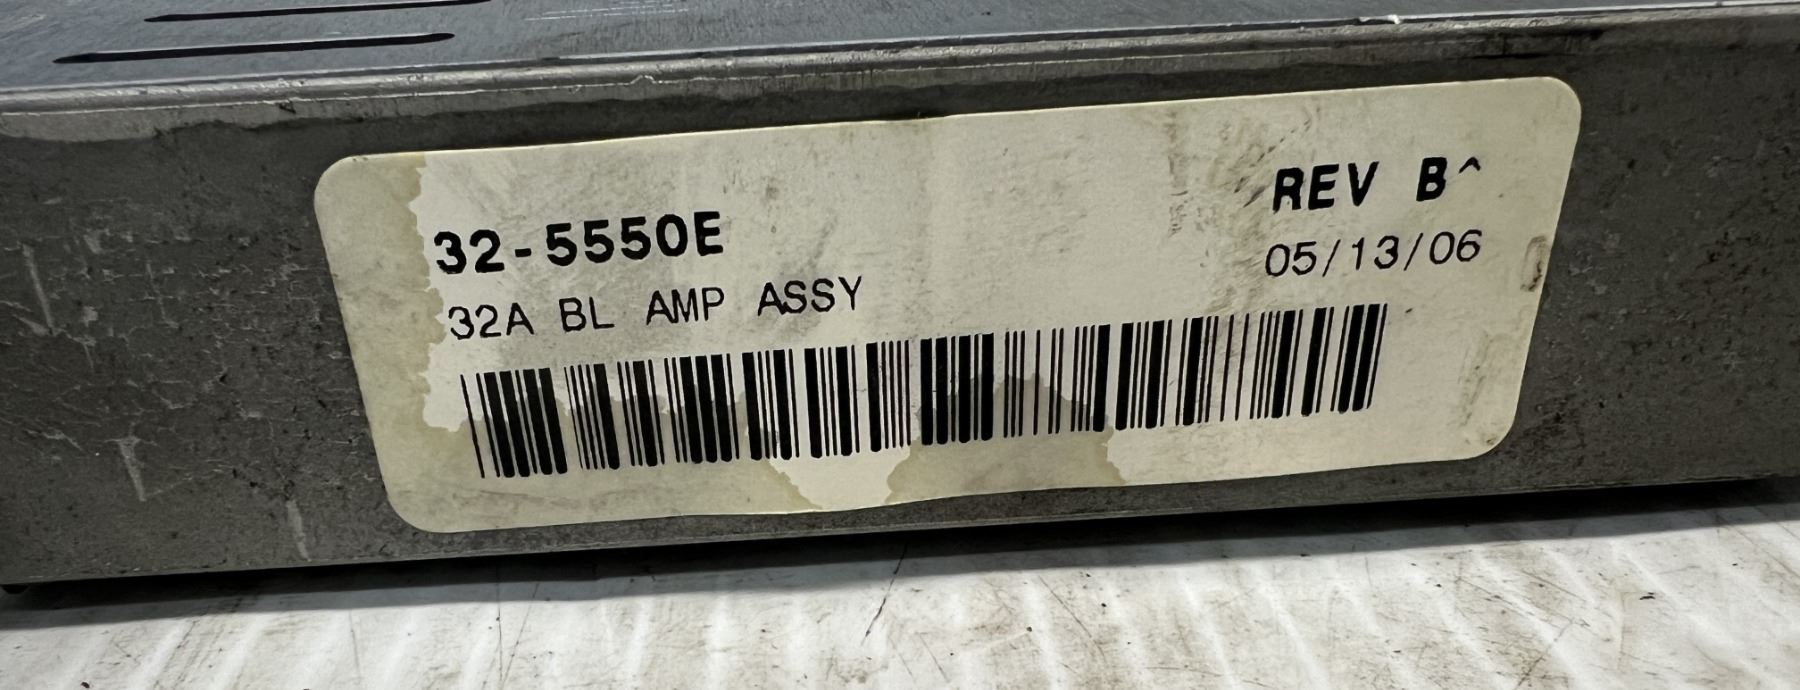 32-5550E
REV B^
32A BL AMP ASSY
05/13/06